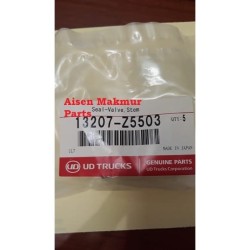 Seal-Valve,Stem
Aisen Makmur
Parts
13207-Z5503
QTY: 5
MADE IN JAPAN
UD TRUCKS
GENUINE PARTS
UD Trucks Corporation